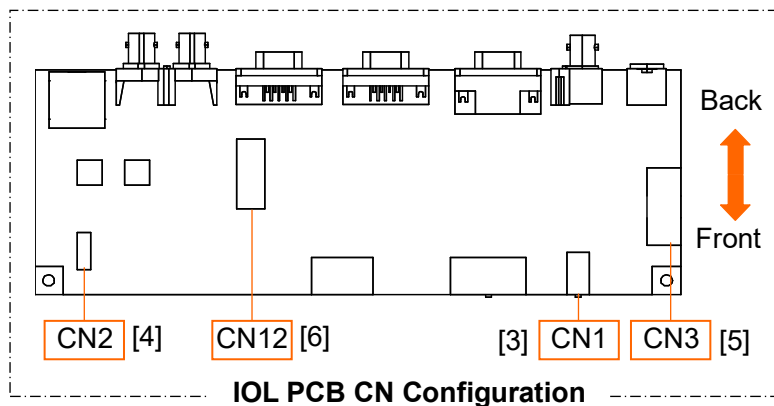 Back
Front
CN2 [4] CN12 [6] [3] CN1 CN3 [5]
IOL PCB CN Configuration